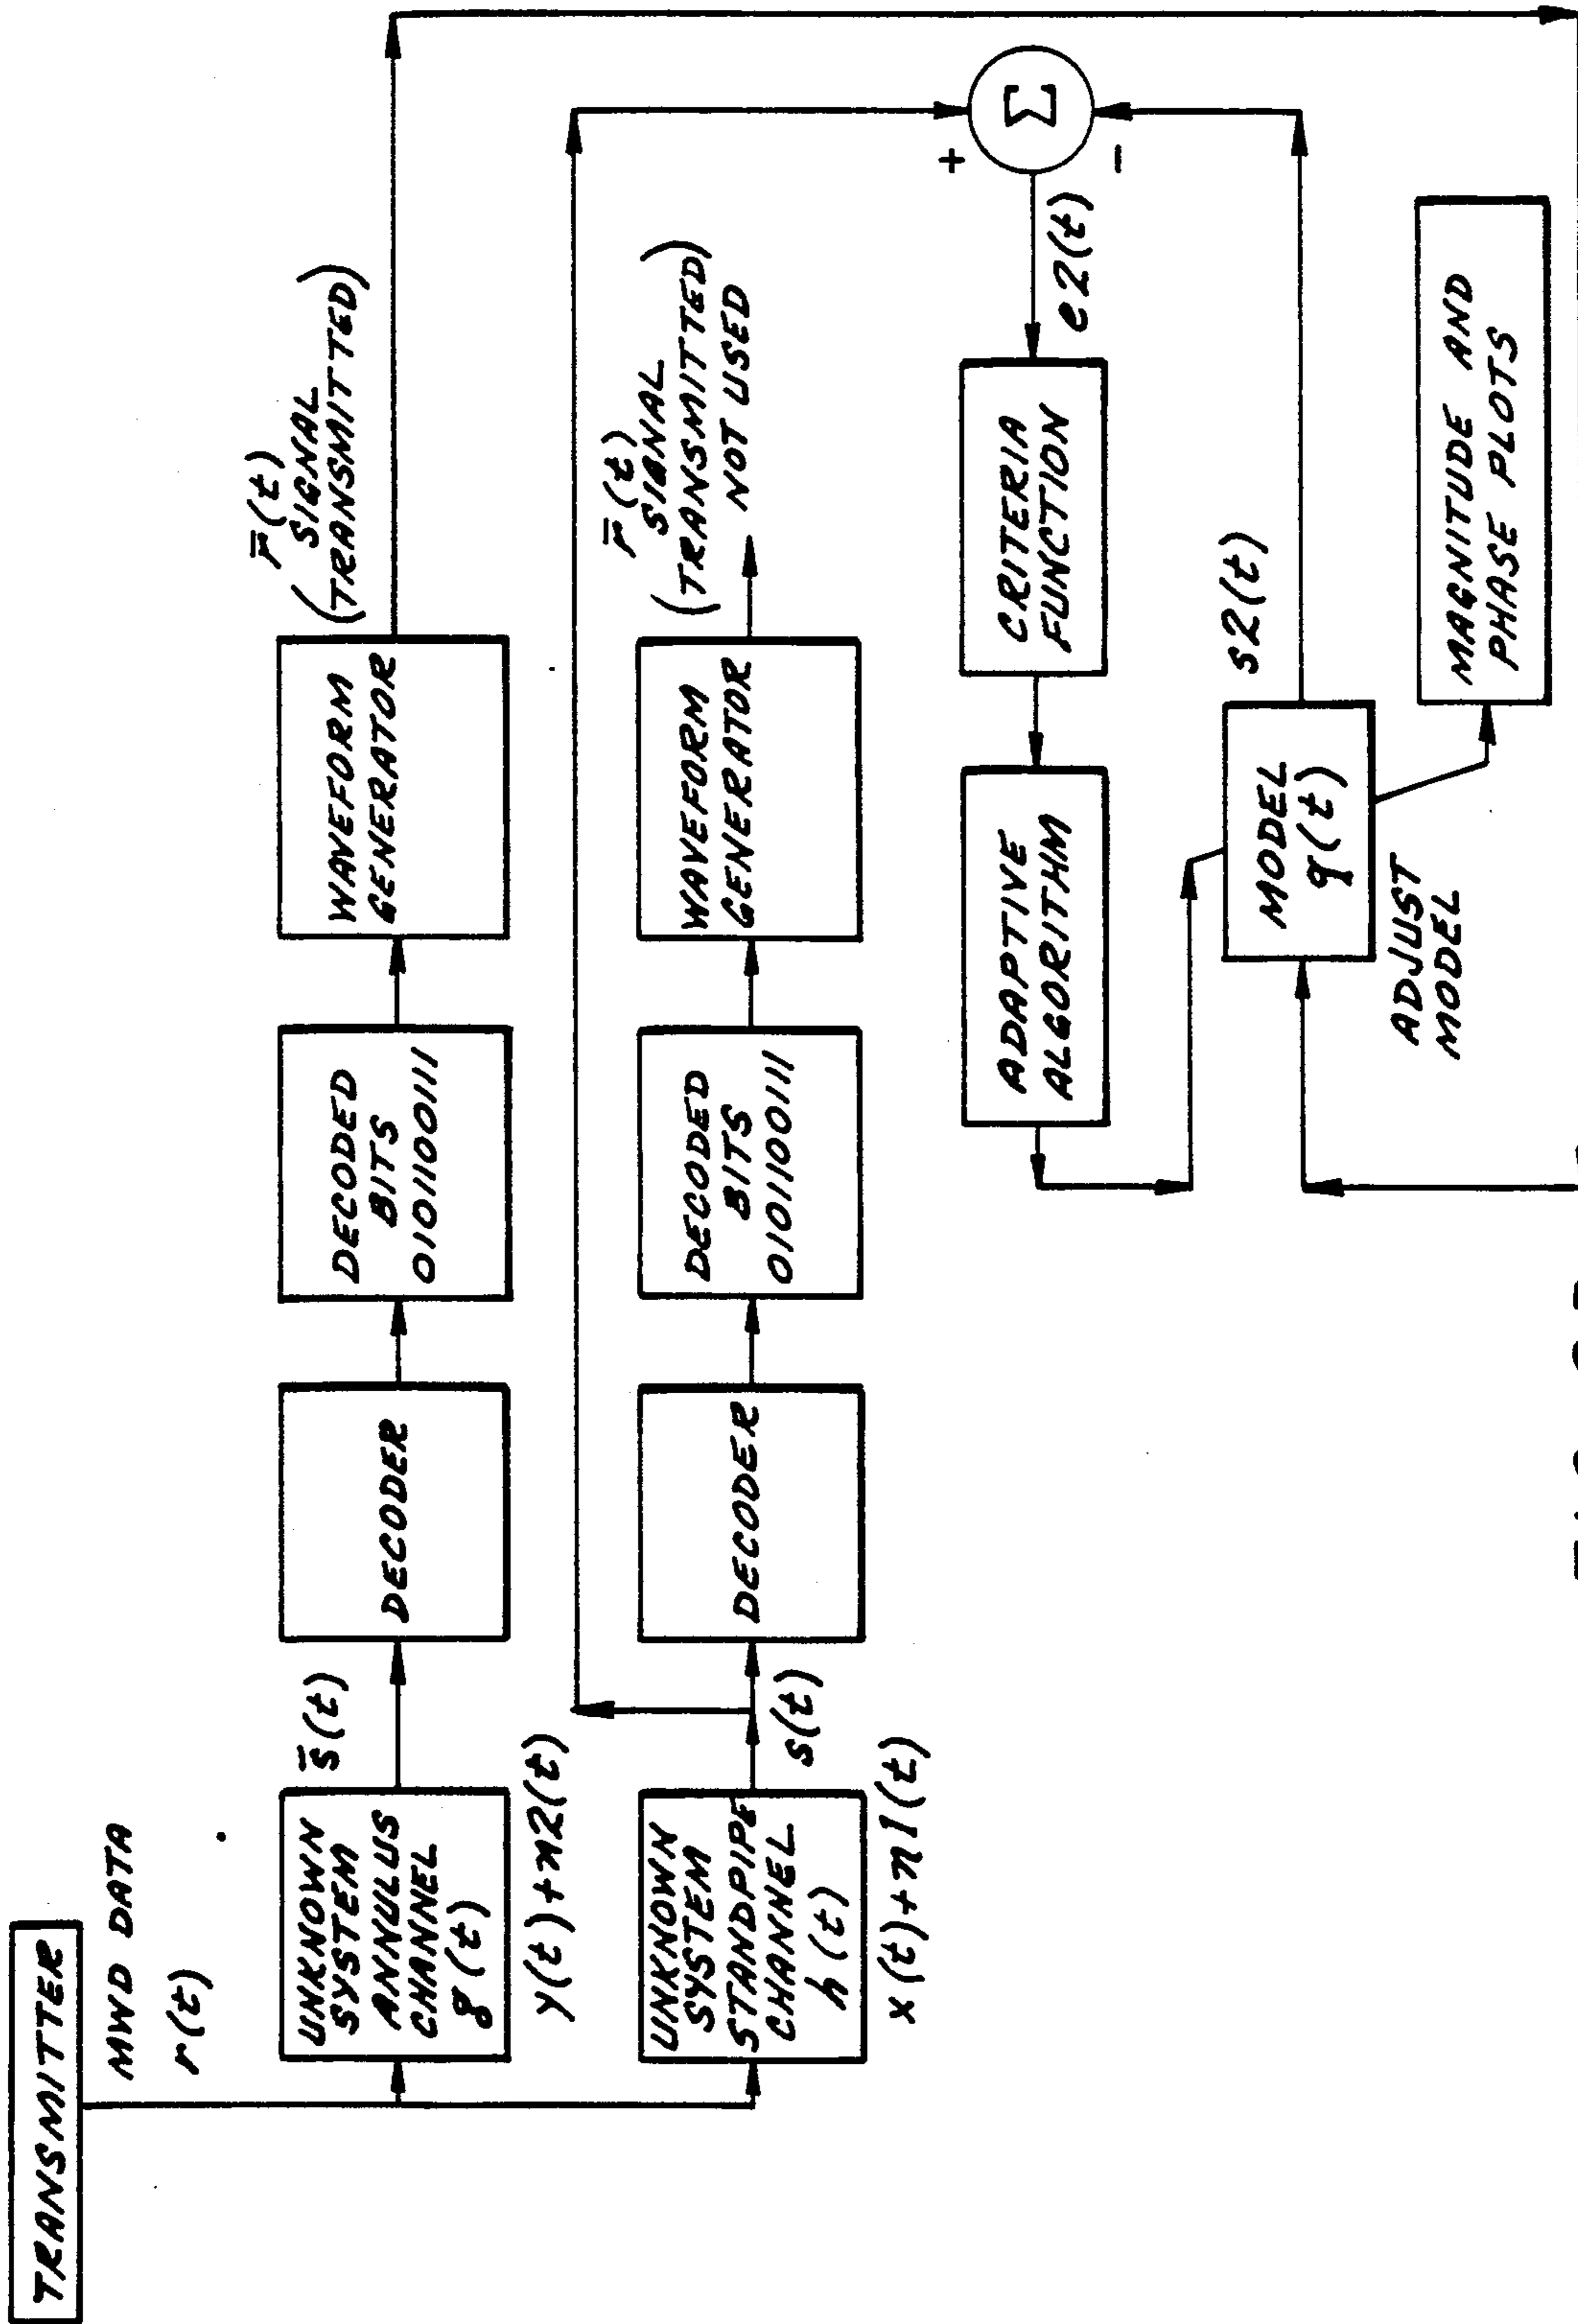 TRANSMITTER
MWD DATA
r(t)
UNKNOWN
SYSTEM
ANNULUS
CHANNEL
g(t)
y(t)+n2(t)
s̅(t)
DECODER
DECODED
BITS
0101100111
WAVEFORM
GENERATOR
r̅(t)
SIGNAL
(TRANSMITTED)
UNKNOWN
SYSTEM
STANDPIPE
CHANNEL
h(t)
x(t)+n1(t)
s(t)
DECODER
DECODED
BITS
0101100111
WAVEFORM
GENERATOR
r̅(t)
SIGNAL
(TRANSMITTED)
NOT USED
+
Σ
-
e2(t)
CRITERIA
FUNCTION
ADAPTIVE
ALGORITHM
MODEL
q(t)
s2(t)
ADJUST
MODEL
MAGNITUDE AND
PHASE PLOTS